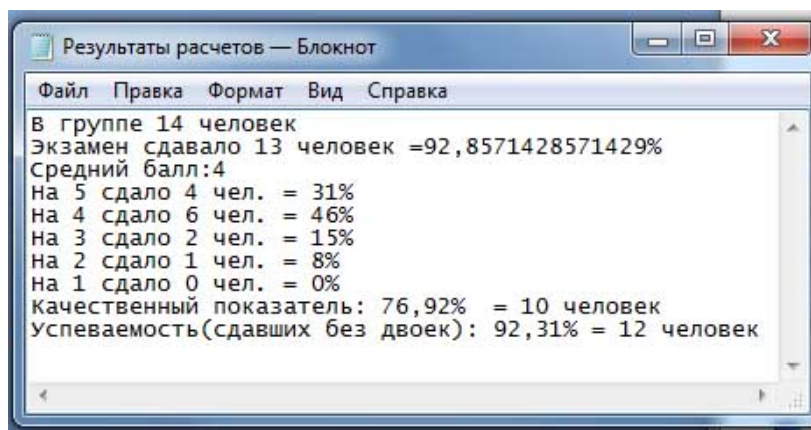 Результаты расчетов — Блокнот
Файл Правка Формат Вид Справка
В группе 14 человек
Экзамен сдавало 13 человек =92,8571428571429%
Средний балл:4
На 5 сдало 4 чел. = 31%
На 4 сдало 6 чел. = 46%
На 3 сдало 2 чел. = 15%
На 2 сдало 1 чел. = 8%
На 1 сдало 0 чел. = 0%
Качественный показатель: 76,92%  = 10 человек
Успеваемость(сдавших без двоек): 92,31% = 12 человек